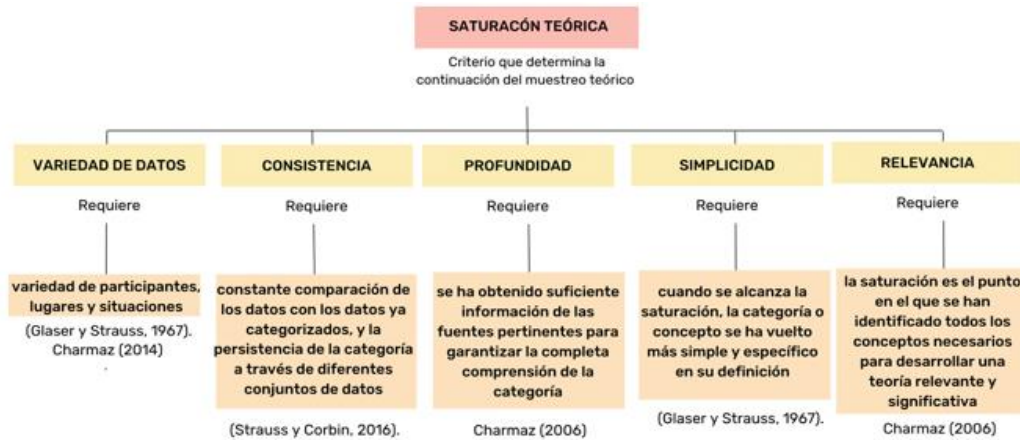 SATURACÓN TEÓRICA
Criterio que determina la
continuación del muestreo teórico
VARIEDAD DE DATOS
Requiere
variedad de participantes,
lugares y situaciones
(Glaser y Strauss, 1967).
Charmaz (2014)
.
CONSISTENCIA
Requiere
constante comparación de
los datos con los datos ya
categorizados, y la
persistencia de la categoría
a través de diferentes
conjuntos de datos
(Strauss y Corbin, 2016).
PROFUNDIDAD
Requiere
se ha obtenido suficiente
información de las
fuentes pertinentes para
garantizar la completa
comprensión de la
categoría
Charmaz (2006)
SIMPLICIDAD
Requiere
cuando se alcanza la
saturación, la categoría o
concepto se ha vuelto
más simple y específico
en su definición
(Glaser y Strauss, 1967).
RELEVANCIA
Requiere
la saturación es el punto
en el que se han
identificado todos los
conceptos necesarios
para desarrollar una
teoría relevante y
significativa
Charmaz (2006)